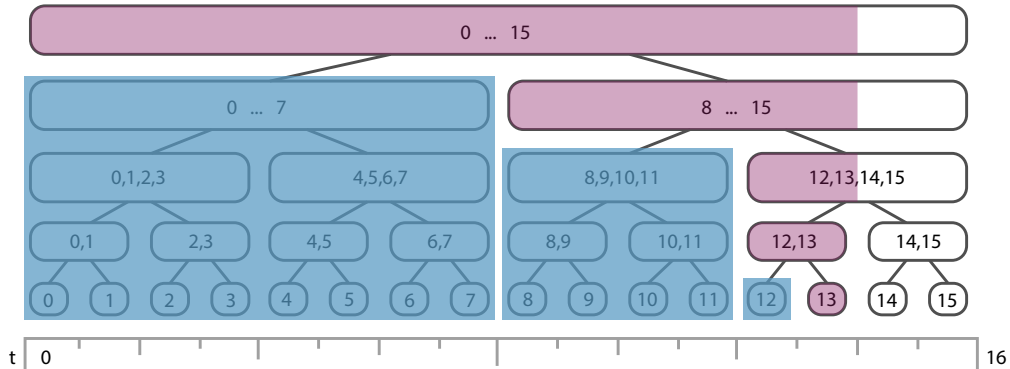 0 ... 15
0 ... 7 8 ... 15
0,1,2,3 4,5,6,7 8,9,10,11 12,13,14,15
0,1 2,3 4,5 6,7 8,9 10,11 12,13 14,15
0 1 2 3 4 5 6 7 8 9 10 11 12 13 14 15
t 0 16